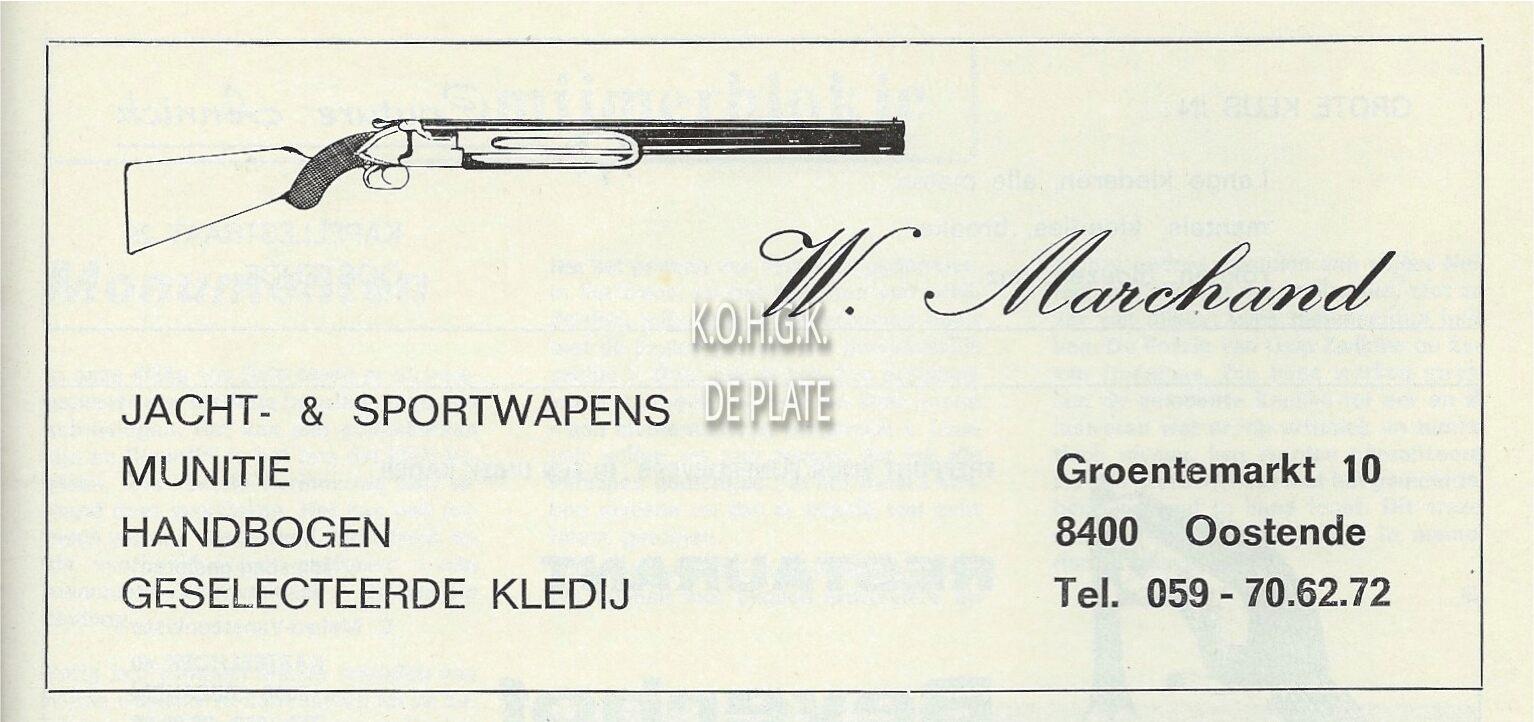 W. Marchand
K.O.H.G.K.
DE PLATE
JACHT- & SPORTWAPENS
MUNITIE
HANDBOGEN
GESELECTEERDE KLEDIJ
Groentemarkt 10
8400 Oostende
Tel. 059 - 70.62.72